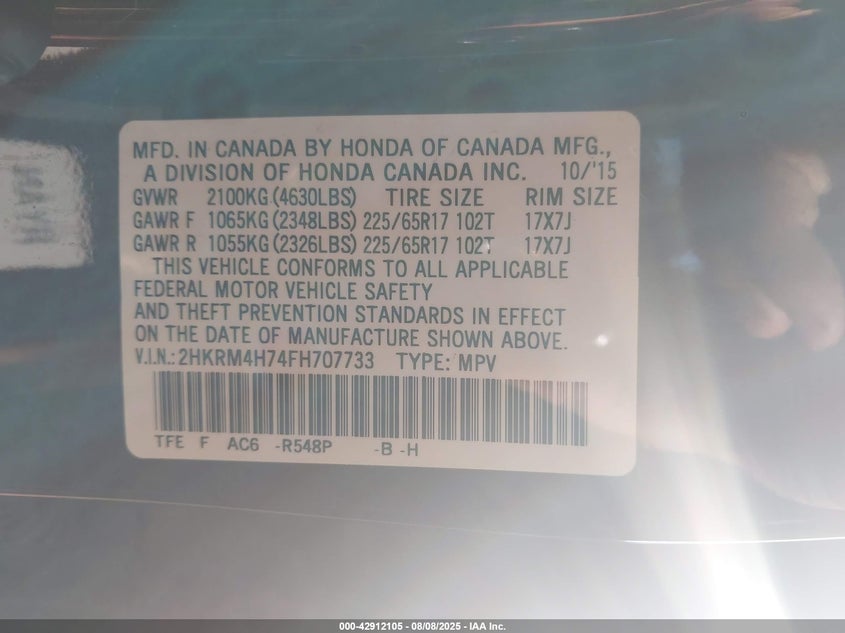 MFD. IN CANADA BY HONDA OF CANADA MFG.,
A DIVISION OF HONDA CANADA INC. 10/'15
GVWR 2100KG (4630LBS) TIRE SIZE RIM SIZE
GAWR F 1065KG (2348LBS) 225/65R17 102T 17X7J
GAWR R 1055KG (2326LBS) 225/65R17 102T 17X7J
THIS VEHICLE CONFORMS TO ALL APPLICABLE
FEDERAL MOTOR VEHICLE SAFETY
AND THEFT PREVENTION STANDARDS IN EFFECT
ON THE DATE OF MANUFACTURE SHOWN ABOVE.
V.I.N.: 2HKRM4H74FH707733 TYPE: MPV
TFE F AC6 -R548P -B -H
000-42912105 - 08/08/2025 - IAA Inc.